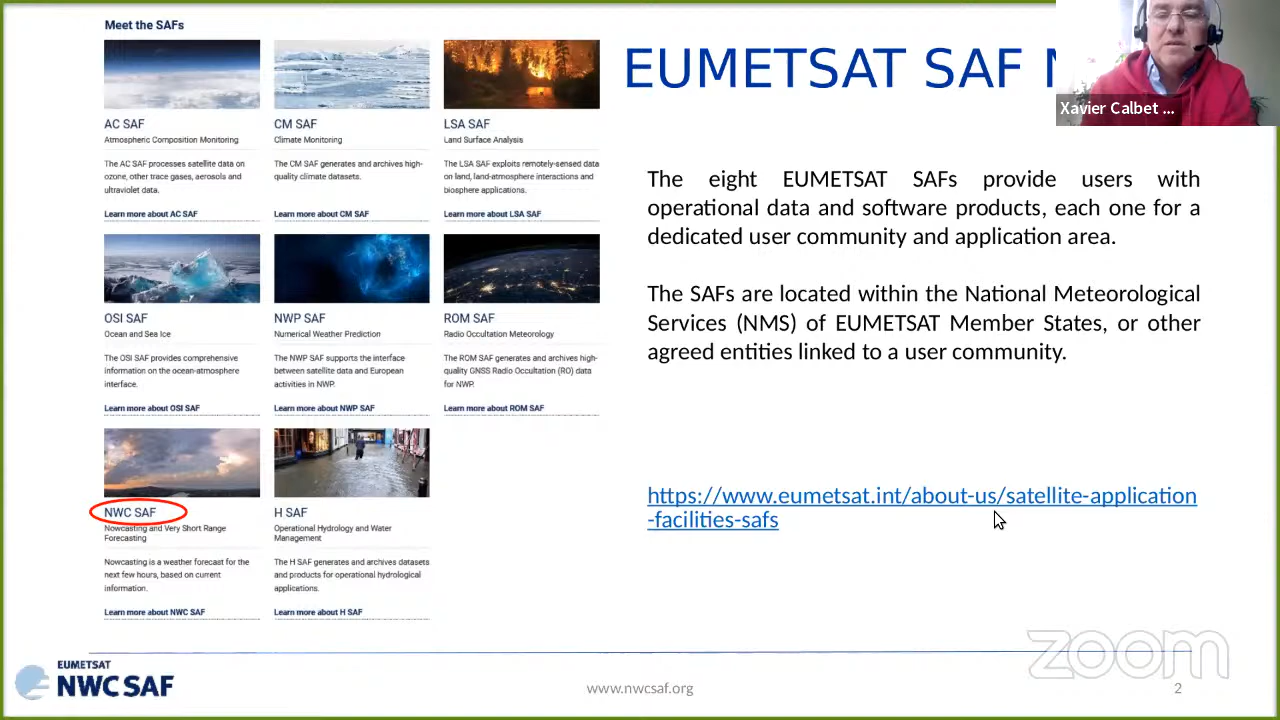 Meet the SAFs
EUMETSAT SAF
Xavier Calbet ...
AC SAF
Atmospheric Composition Monitoring
The AC SAF processes satellite data on
ozone, other trace gases, aerosols and
ultraviolet data.
Learn more about AC SAF
CM SAF
Climate Monitoring
The CM SAF generates and archives high-
quality climate datasets.
Learn more about CM SAF
LSA SAF
Land Surface Analysis
The LSA SAF exploits remotely-sensed data
on land, land-atmosphere interactions and
biosphere applications.
Learn more about LSA SAF
OSI SAF
Ocean and Sea Ice
The OSI SAF provides comprehensive
information on the ocean-atmosphere
interface.
Learn more about OSI SAF
NWP SAF
Numerical Weather Prediction
The NWP SAF supports the interface
between satellite data and European
activities in NWP.
Learn more about NWP SAF
ROM SAF
Radio Occultation Meteorology
The ROM SAF generates and archives high-
quality GNSS Radio Occultation (RO) data
for NWP.
Learn more about ROM SAF
NWC SAF
Nowcasting and Very Short Range
Forecasting
Nowcasting is a weather forecast for the
next few hours, based on current
information.
Learn more about NWC SAF
H SAF
Operational Hydrology and Water
Management
The H SAF generates and archives datasets
and products for operational hydrological
applications.
Learn more about H SAF
The eight EUMETSAT SAFs provide users with
operational data and software products, each one for a
dedicated user community and application area.
The SAFs are located within the National Meteorological
Services (NMS) of EUMETSAT Member States, or other
agreed entities linked to a user community.
https://www.eumetsat.int/about-us/satellite-application
-facilities-safs
zoom
EUMETSAT
NWC SAF
www.nwcsaf.org
2